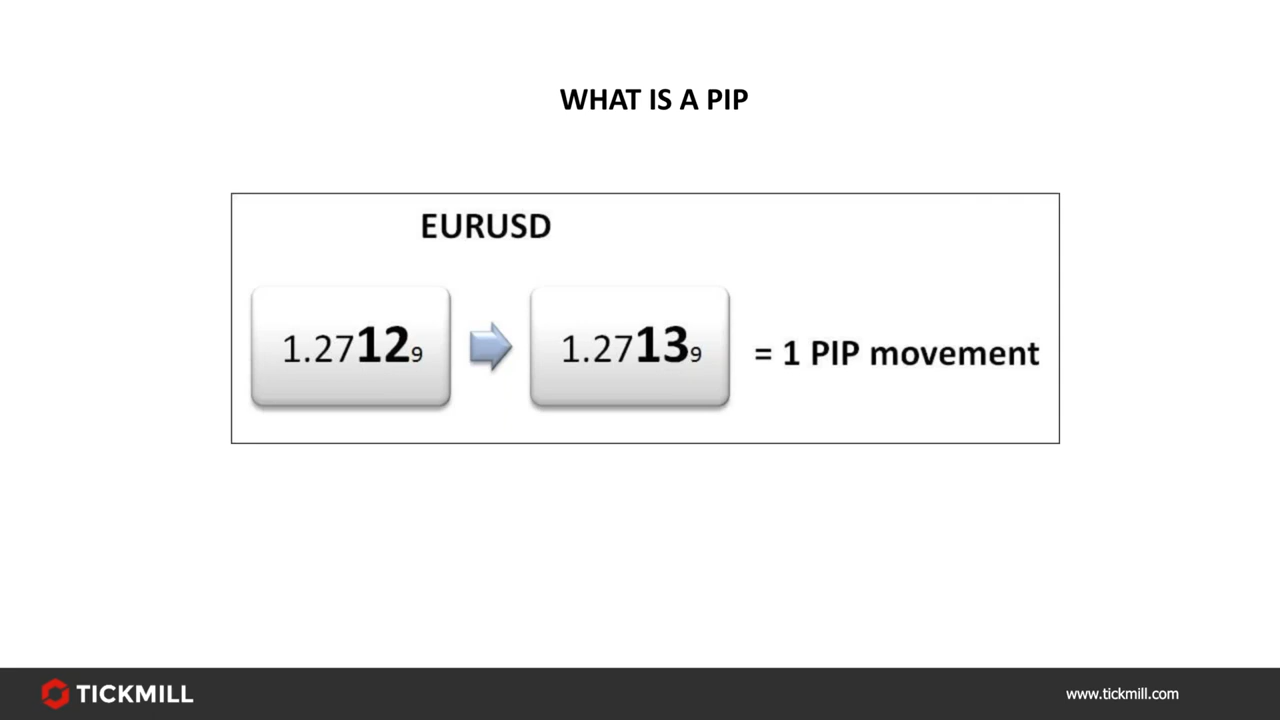 WHAT IS A PIP
EURUSD
1.27129 1.27139 = 1 PIP movement
TICKMILL www.tickmill.com